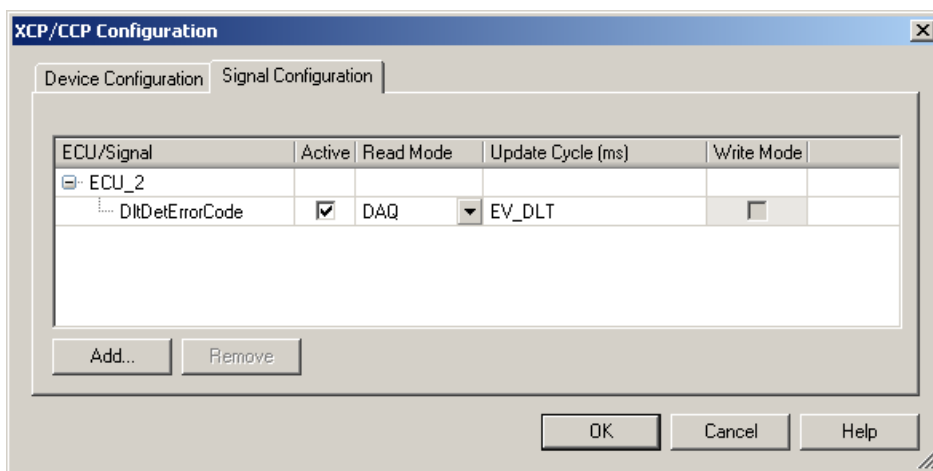 XCP/CCP Configuration
Device Configuration Signal Configuration
ECU/Signal Active Read Mode Update Cycle (ms) Write Mode
ECU_2
DltDetErrorCode DAQ EV_DLT
Add... Remove
OK Cancel Help